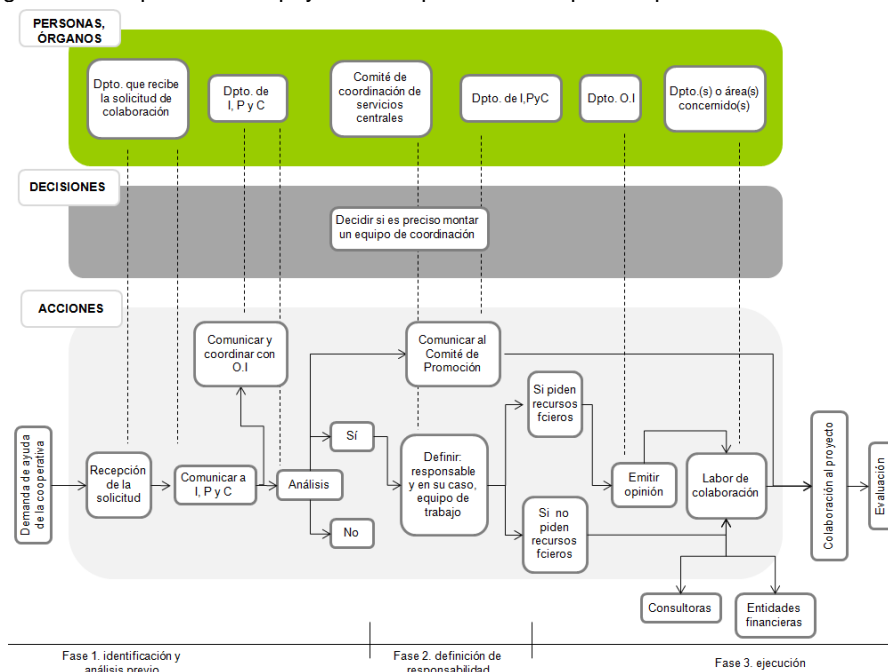 PERSONAS,
ÓRGANOS
Dpto. que recibe
la solicitud de
colaboración
Dpto. de
I, P y C
Comité de
coordinación de
servicios
centrales
Dpto. de I,PyC
Dpto. O.I
Dpto.(s) o área(s)
concernido(s)
DECISIONES
Decidir si es preciso montar
un equipo de coordinación
ACCIONES
Comunicar y
coordinar con
O.I
Comunicar al
Comité de
Promoción
Si piden
recursos
fcieros
Demanda de ayuda
de la cooperativa
Recepción
de la
solicitud
Comunicar a
I, P y C
Análisis
Sí
No
Definir:
responsable
y en su caso,
equipo de
trabajo
Si no
piden
recursos
fcieros
Emitir
opinión
Labor de
colaboración
Colaboración al proyecto
Evaluación
Consultoras
Entidades
financieras
Fase 1. identificación y
análisis previo
Fase 2. definición de
responsabilidad
Fase 3. ejecución